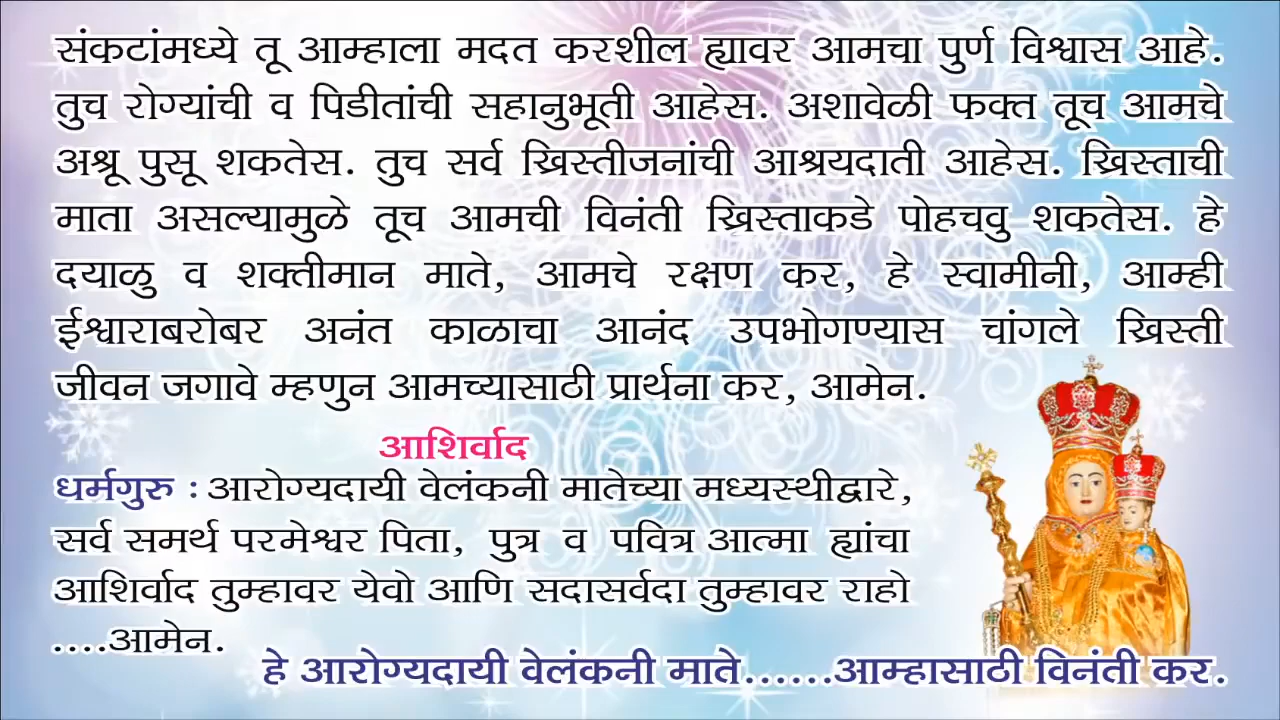 संकटांमध्ये तू आम्हाला मदत करशील ह्यावर आमचा पुर्ण विश्वास आहे.
तुच रोग्यांची व पिडीतांची सहानुभूती आहेस. अशावेळी फक्त तूच आमचे
अश्रू पुसू शकतेस. तुच सर्व ख्रिस्तीजनांची आश्रयदाती आहेस. ख्रिस्ताची
माता असल्यामुळे तूच आमची विनंती ख्रिस्ताकडे पोहचवु शकतेस. हे
दयाळु व शक्तीमान माते, आमचे रक्षण कर, हे स्वामीनी, आम्ही
ईश्वाराबरोबर अनंत काळाचा आनंद उपभोगण्यास चांगले ख्रिस्ती
जीवन जगावे म्हणुन आमच्यासाठी प्रार्थना कर, आमेन.
आशिर्वाद
धर्मगुरु : आरोग्यदायी वेलंकनी मातेच्या मध्यस्थीद्वारे,
सर्व समर्थ परमेश्वर पिता, पुत्र व पवित्र आत्मा ह्यांचा
आशिर्वाद तुम्हावर येवो आणि सदासर्वदा तुम्हावर राहो
....आमेन.
हे आरोग्यदायी वेलंकनी माते......आम्हासाठी विनंती कर.